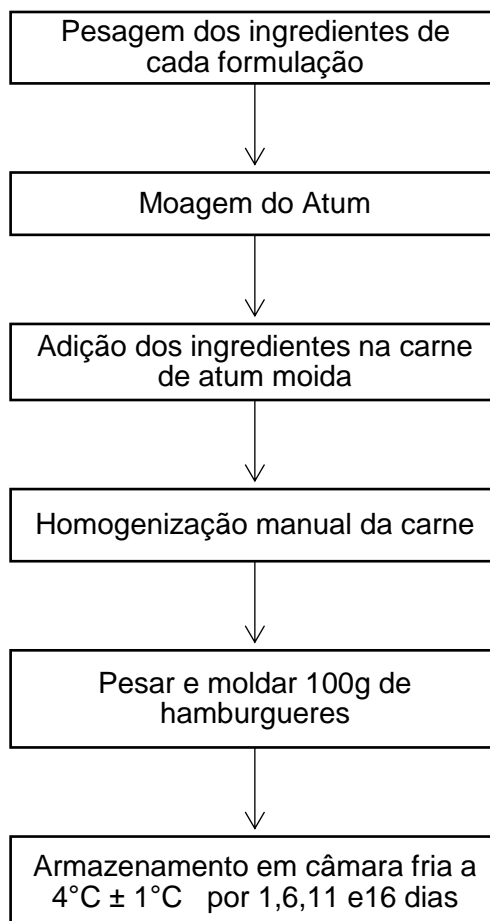 Pesagem dos ingredientes de
cada formulação
Moagem do Atum
Adição dos ingredientes na carne
de atum moida
Homogenização manual da carne
Pesar e moldar 100g de
hamburgueres
Armazenamento em câmara fria a
4°C ± 1°C por 1,6,11 e16 dias